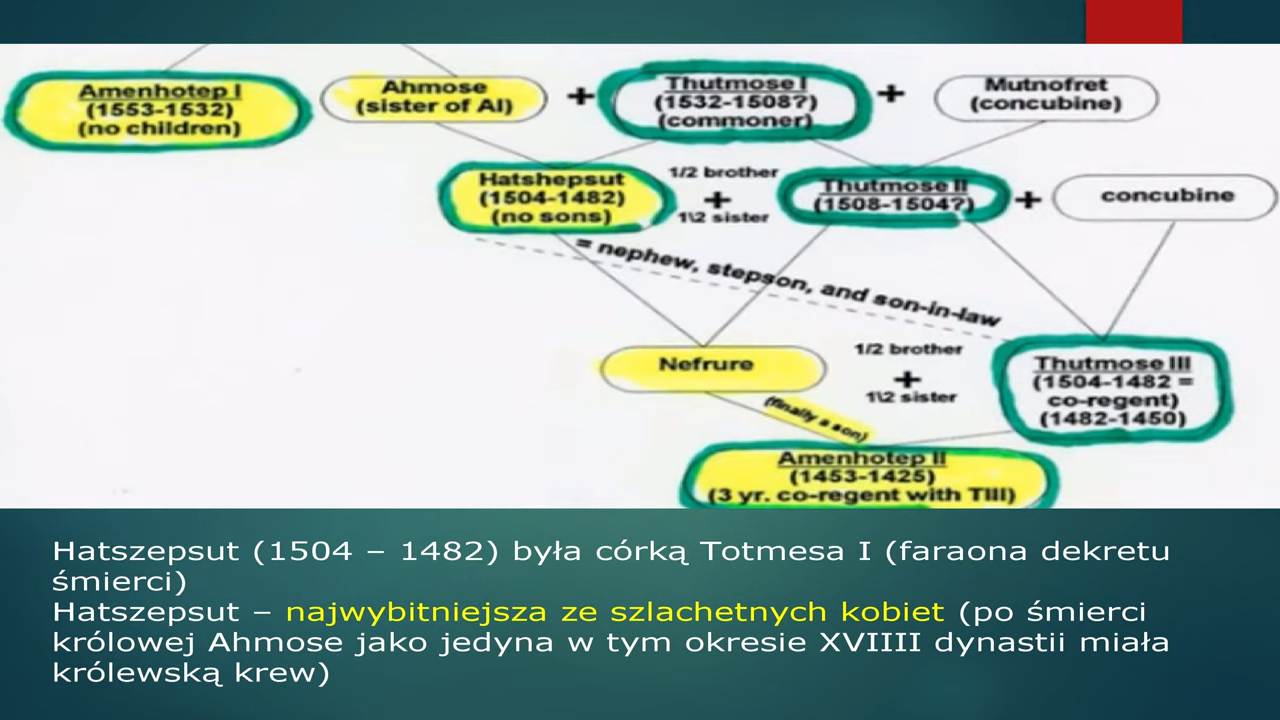 Amenhotep I
(1553-1532)
(no children)
Ahmose
(sister of AI)
+
Thutmose I
(1532-1508?)
(commoner)
+
Mutnofret
(concubine)
Hatshepsut
(1504-1482)
(no sons)
1/2 brother
+
1\2 sister
Thutmose II
(1508-1504?)
+
concubine
= nephew, stepson, and son-in-law
Nefrure
1/2 brother
+
1\2 sister
Thutmose III
(1504-1482 =
co-regent)
(1482-1450)
(finally a son)
Amenhotep II
(1453-1425)
(3 yr. co-regent with TIII)
Hatszepsut (1504 – 1482) była córką Totmesa I (faraona dekretu
śmierci)
Hatszepsut – najwybitniejsza ze szlachetnych kobiet (po śmierci
królowej Ahmose jako jedyna w tym okresie XVIIII dynastii miała
królewską krew)